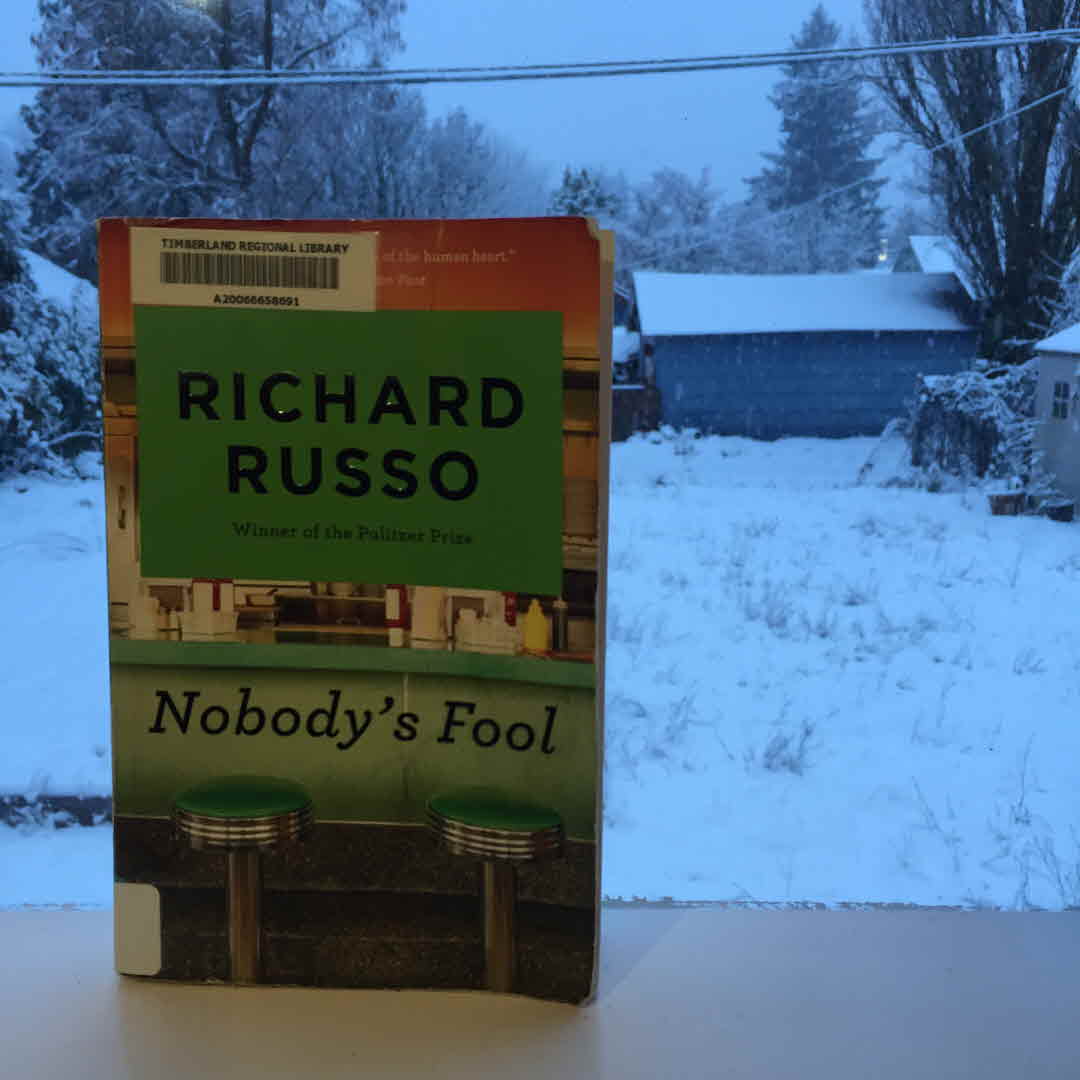 TIMBERLAND REGIONAL LIBRARY
of the human heart."
A20066658691
RICHARD
RUSSO
Winner of the Pulitzer Prize
Nobody's Fool